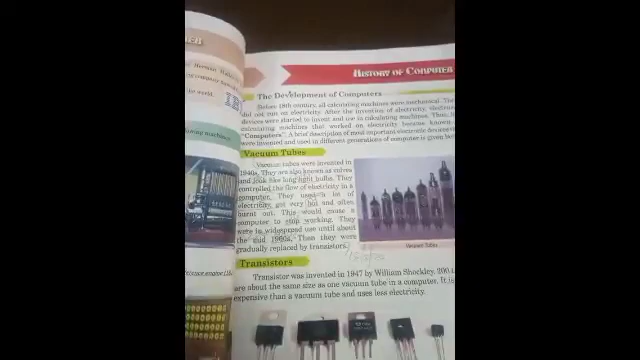 HISTORY OF COMPUTER
The Development of Computers
Before 19th century, all calculating machines were mechanical. The
did not run on electricity. After the invention of electricity, electron
devices were started to invent and use in calculating machines. Thus,
calculating machines that worked on electricity became known
"Computers". A brief description of most important electronic devices
were invented and used in different generations of computer is given
Vacuum Tubes
Vacuum tubes were invented in
1940s. They are also known as valves
and look like long light bulbs. They
controlled the flow of electricity in a
computer. They used a lot of
electricity, got very hot and often
burnt out. This would cause a
computer to stop working. They
were in widespread use until about
the mid 1960s. Then they were
gradually replaced by transistors.
Vacuum Tubes
Transistors
Transistor was invented in 1947 by William Shockley. 200
are about the same size as one vacuum tube in a computer. It is
expensive than a vacuum tube and uses less electricity.